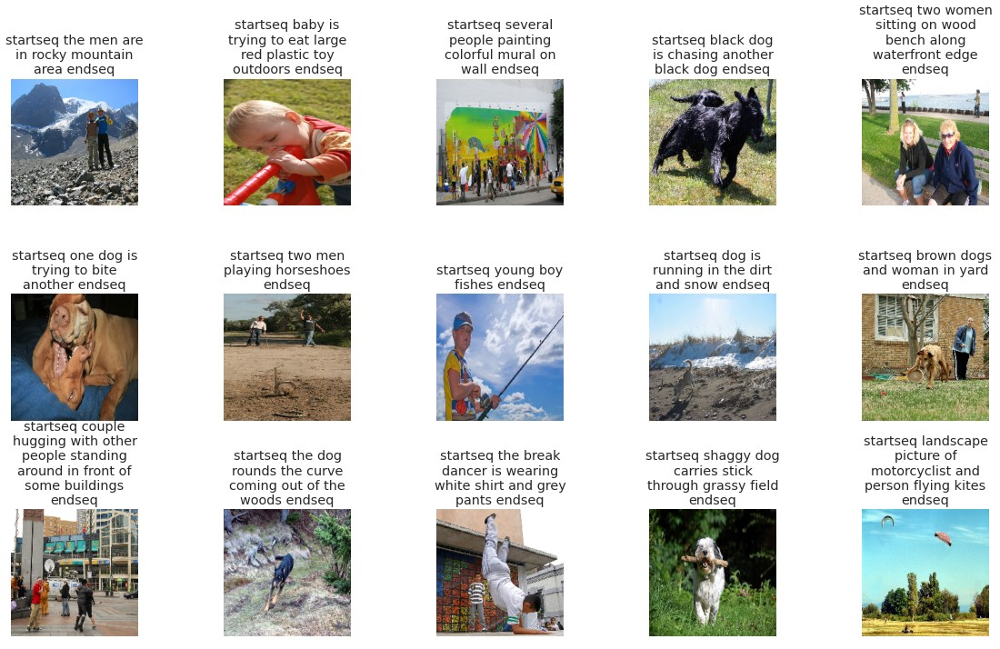 startseq the men are
in rocky mountain
area endseq
startseq baby is
trying to eat large
red plastic toy
outdoors endseq
startseq several
people painting
colorful mural on
wall endseq
startseq black dog
is chasing another
black dog endseq
startseq two women
sitting on wood
bench along
waterfront edge
endseq
startseq one dog is
trying to bite
another endseq
startseq two men
playing horseshoes
endseq
startseq young boy
fishes endseq
startseq dog is
running in the dirt
and snow endseq
startseq brown dogs
and woman in yard
endseq
startseq couple
hugging with other
people standing
around in front of
some buildings
endseq
startseq the dog
rounds the curve
coming out of the
woods endseq
startseq the break
dancer is wearing
white shirt and grey
pants endseq
startseq shaggy dog
carries stick
through grassy field
endseq
startseq landscape
picture of
motorcyclist and
person flying kites
endseq